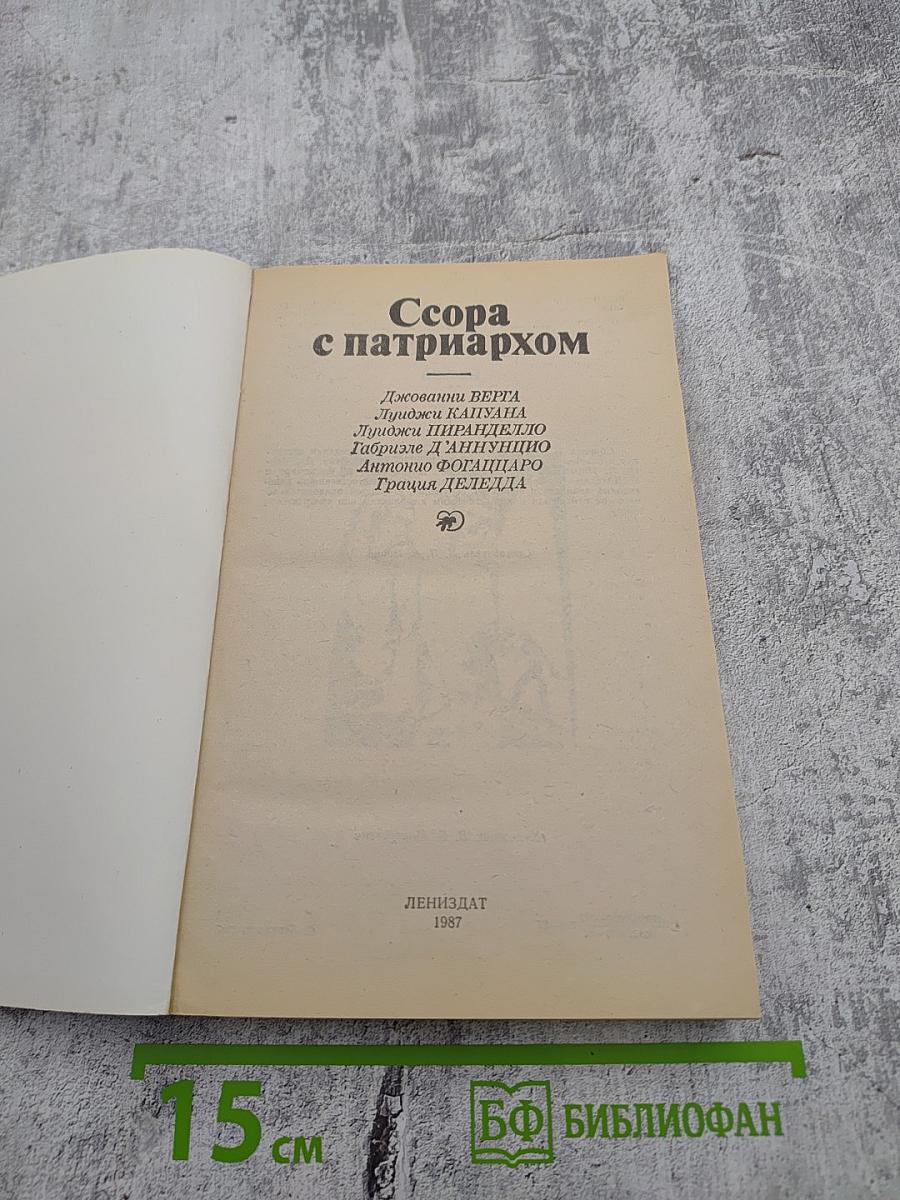 Ссора
с патриархом
Джованни ВЕРГА
Луиджи КАПУАНА
Луиджи ПИРАНДЕЛЛО
Габриэле Д'АННУНЦИО
Антонио ФОГАЦЦАРО
Грация ДЕЛЕДДА
ЛЕНИЗДАТ
1987
15 см
БФ БИБЛИОФАН